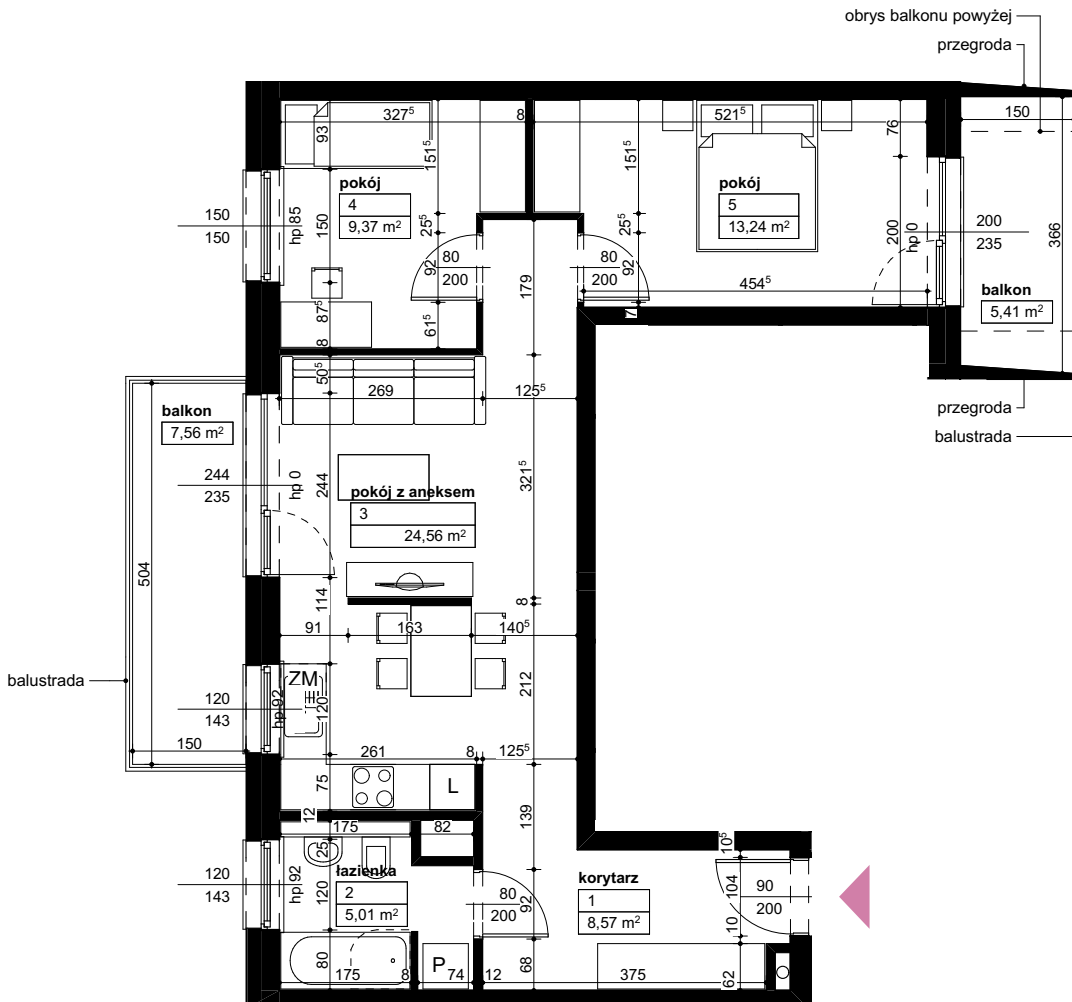 obrys balkonu powyżej
przegroda
327⁵
8
521⁵
150
93
151⁵
151⁵
76
pokój
4
9,37 m²
pokój
5
13,24 m²
150
150
hp 85
150
25⁵
92
80
200
179
80
200
25⁵
92
200
hp 0
200
235
366
454⁵
balkon
5,41 m²
87⁵
61⁵
7
8
50⁵
269
125⁵
przegroda
balustrada
balkon
7,56 m²
244
235
hp 0
244
321⁵
pokój z aneksem
3
24,56 m²
504
114
8
91
163
140⁵
balustrada
ZM
120
143
hp 92
120
212
150
261
8
125⁵
75
L
139
12
175
82
25
10⁵
łazienka
2
5,01 m²
120
143
hp 92
120
80
200
92
korytarz
1
8,57 m²
104
90
200
10
80
P
68
62
175
8
74
12
375